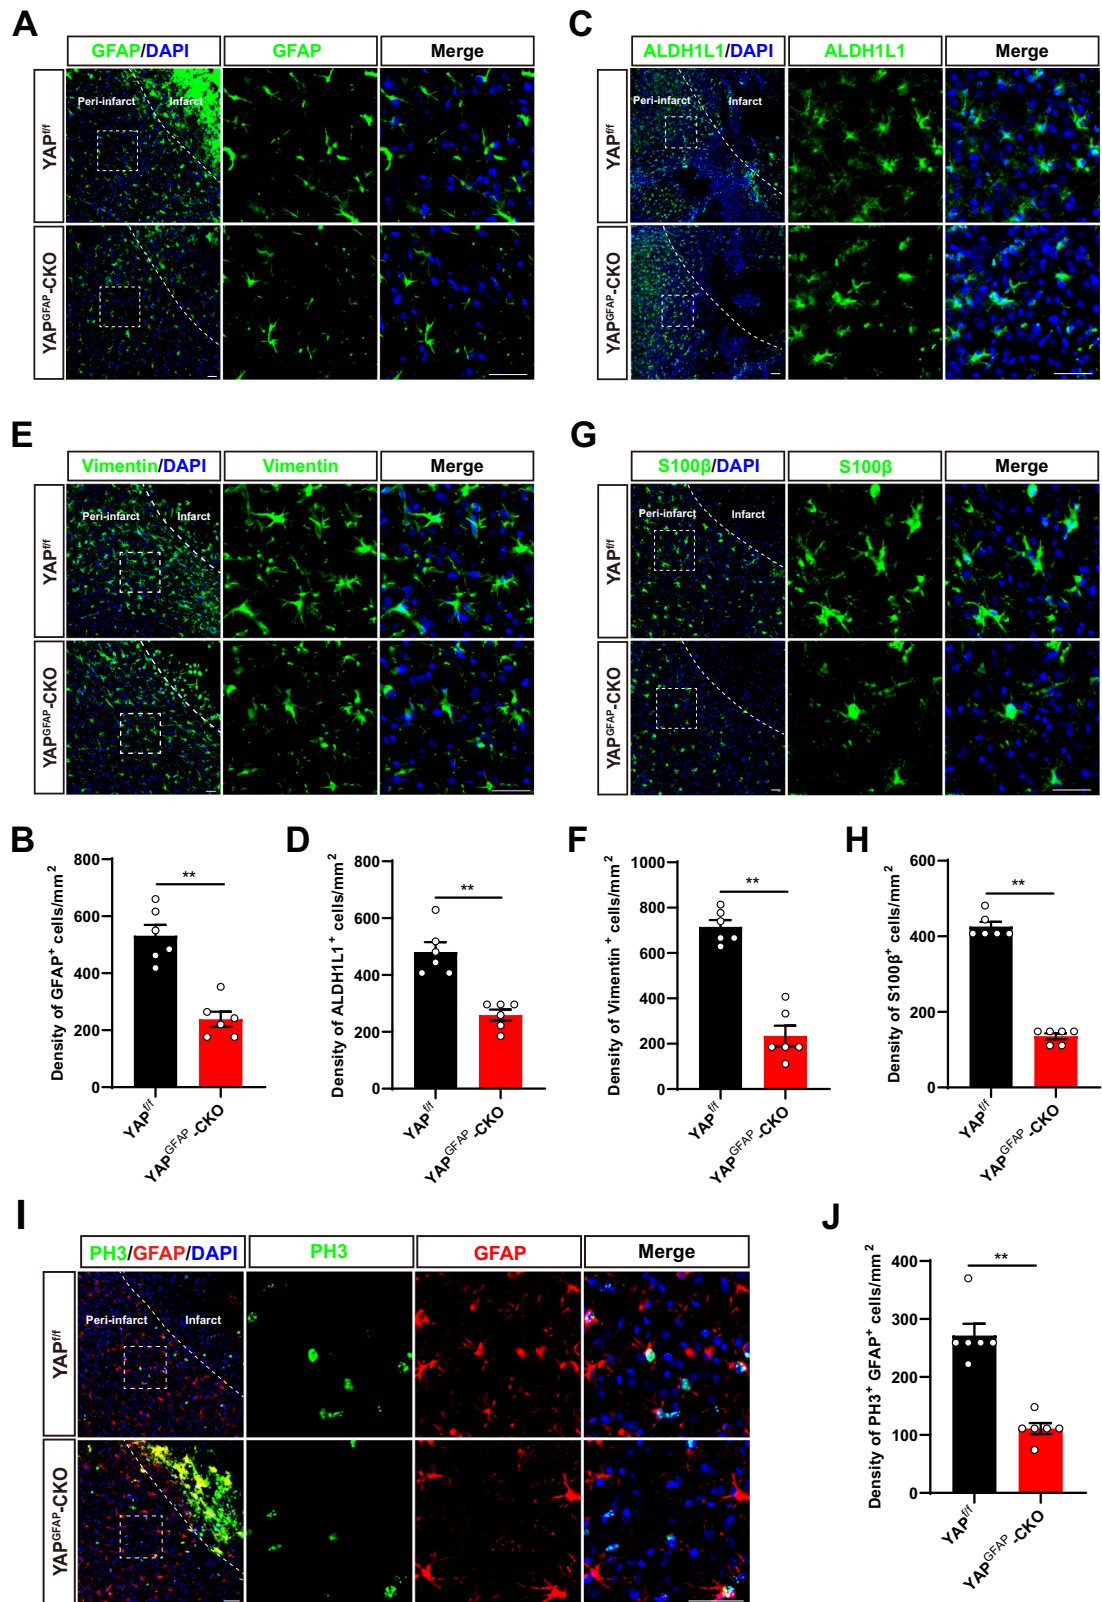 A
GFAP/DAPI
GFAP
Merge
YAPf/f
Peri-infarct
Infarct
YAPGFAP-CKO
C
ALDH1L1/DAPI
ALDH1L1
Merge
YAPf/f
Peri-infarct
Infarct
YAPGFAP-CKO
E
Vimentin/DAPI
Vimentin
Merge
YAPf/f
Peri-infarct
Infarct
YAPGFAP-CKO
G
S100β/DAPI
S100β
Merge
YAPf/f
Peri-infarct
Infarct
YAPGFAP-CKO
B
Density of GFAP+ cells/mm2
800
600
400
200
0
**
YAPf/f
YAPGFAP-CKO
D
Density of ALDH1L1+ cells/mm2
800
600
400
200
0
**
YAPf/f
YAPGFAP-CKO
F
Density of Vimentin+ cells/mm2
1000
800
600
400
200
0
**
YAPf/f
YAPGFAP-CKO
H
Density of S100β+ cells/mm2
600
400
200
0
**
YAPf/f
YAPGFAP-CKO
I
PH3/GFAP/DAPI
PH3
GFAP
Merge
YAPf/f
Peri-infarct
Infarct
YAPGFAP-CKO
J
Density of PH3+ GFAP+ cells/mm2
400
300
200
100
0
**
YAPf/f
YAPGFAP-CKO